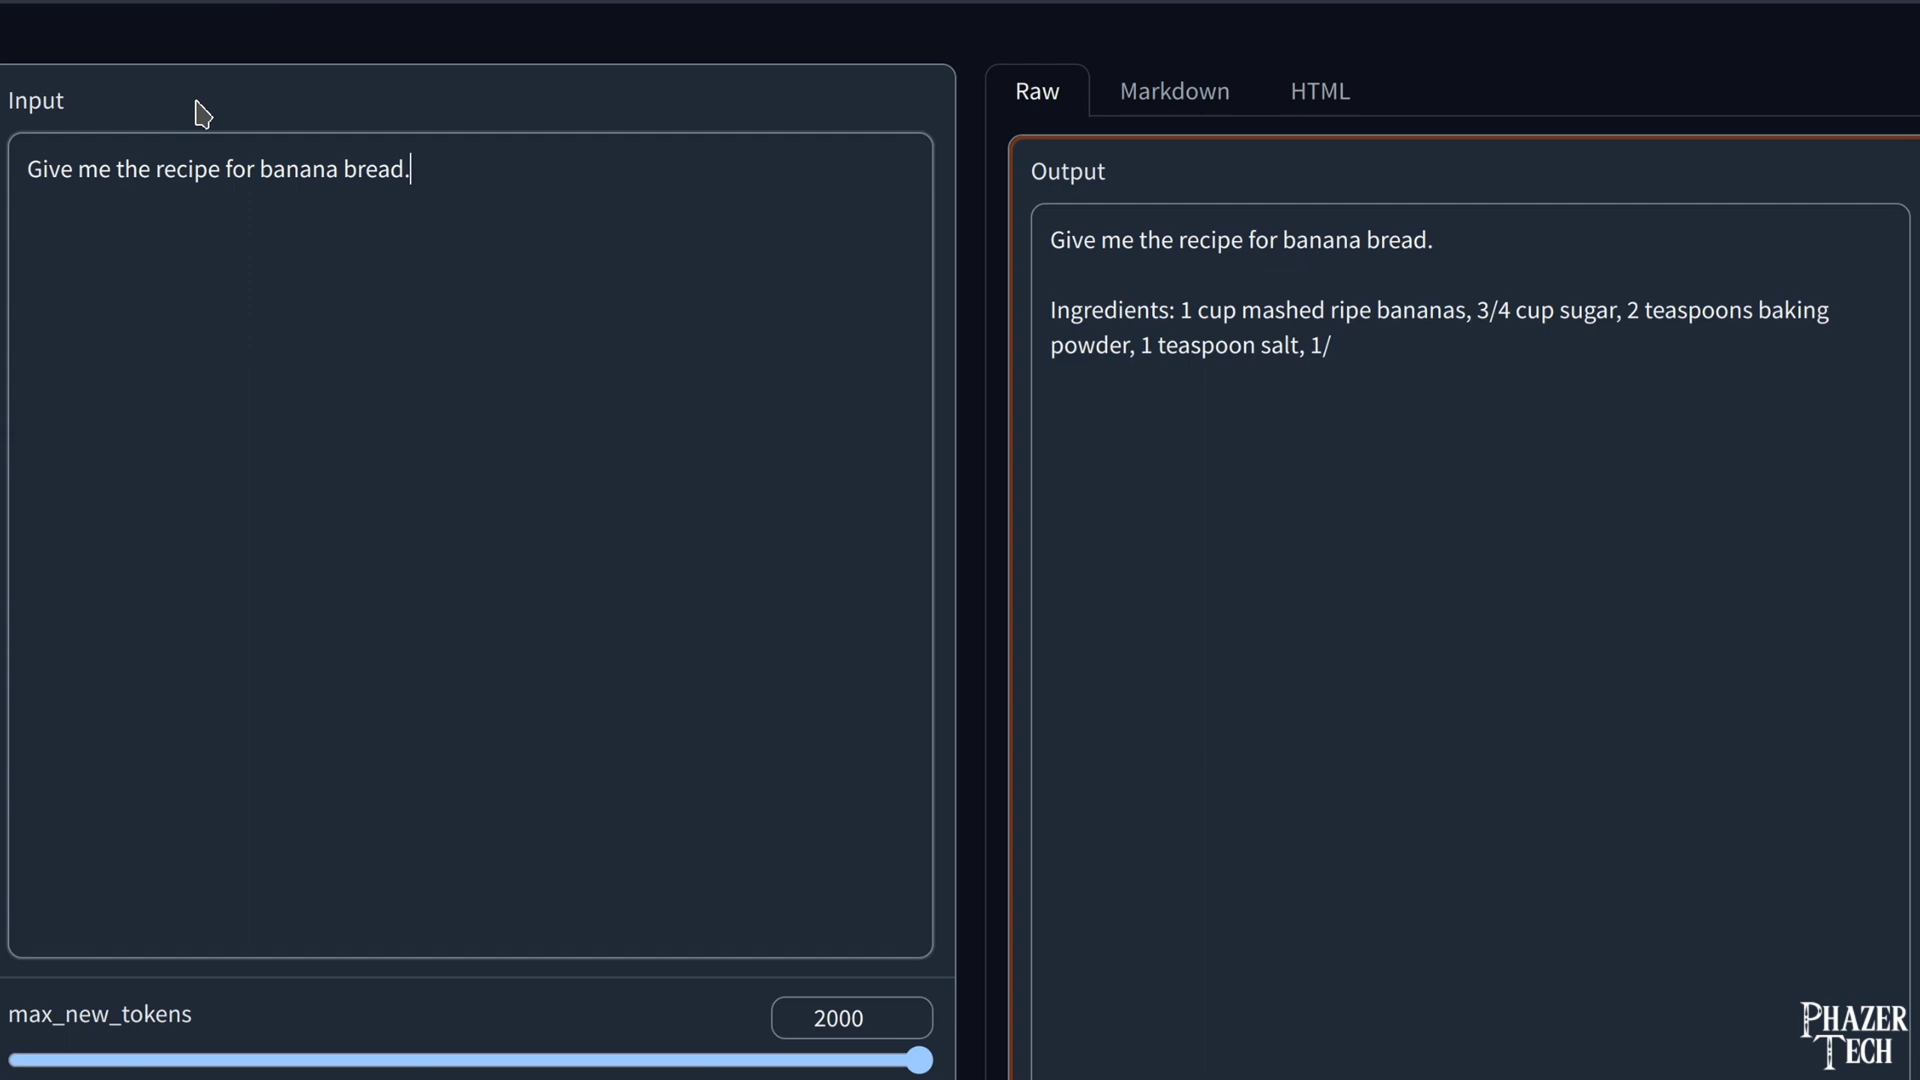 Input
Give me the recipe for banana bread.
max_new_tokens
2000
Raw
Markdown
HTML
Output
Give me the recipe for banana bread.
Ingredients: 1 cup mashed ripe bananas, 3/4 cup sugar, 2 teaspoons baking
powder, 1 teaspoon salt, 1/
PHAZER
TECH